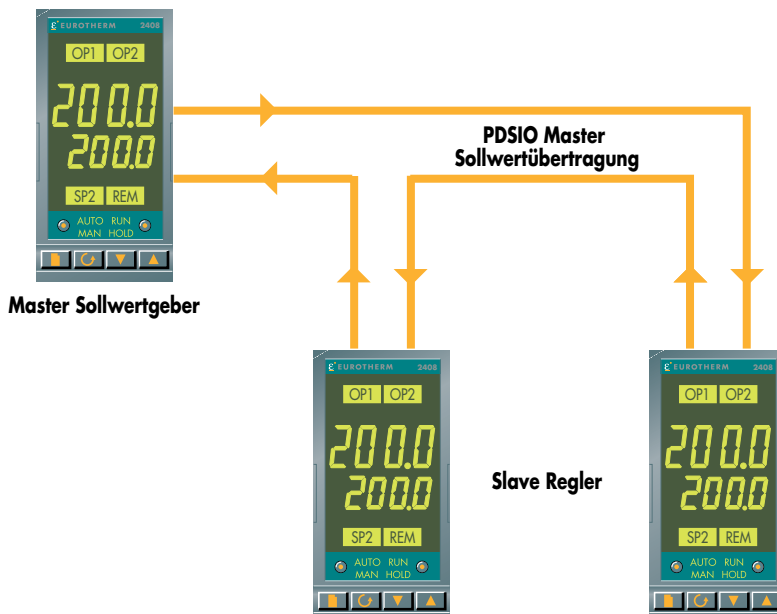 EUROTHERM 2408
OP1 OP2
200.0
200.0
SP2 REM
AUTO RUN
MAN HOLD
PDSIO Master
Sollwertübertragung
Master Sollwertgeber
EUROTHERM 2408
OP1 OP2
200.0
200.0
SP2 REM
AUTO RUN
MAN HOLD
Slave Regler
EUROTHERM 2408
OP1 OP2
200.0
200.0
SP2 REM
AUTO RUN
MAN HOLD